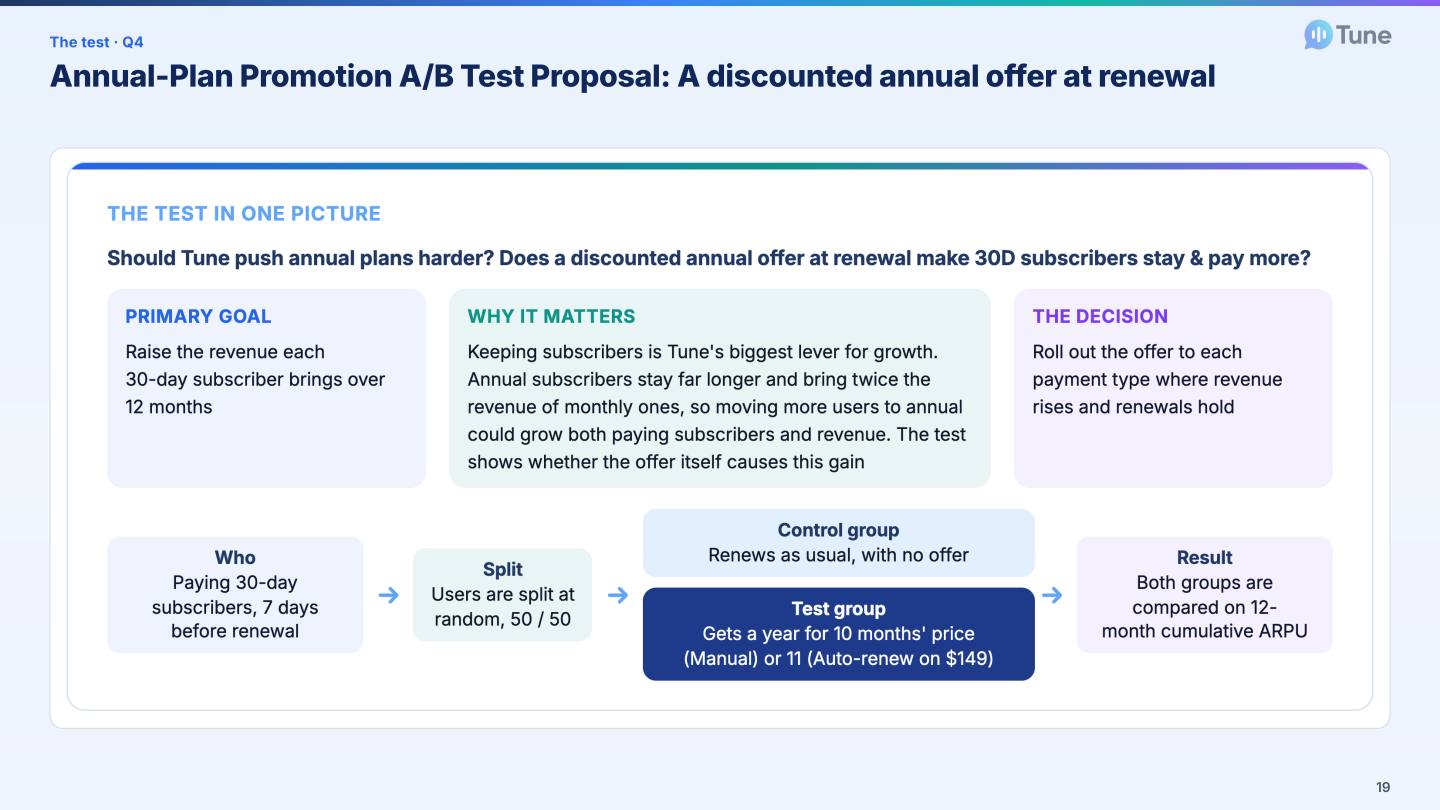 The test · Q4
Tune
Annual-Plan Promotion A/B Test Proposal: A discounted annual offer at renewal
THE TEST IN ONE PICTURE
Should Tune push annual plans harder? Does a discounted annual offer at renewal make 30D subscribers stay & pay more?
PRIMARY GOAL
Raise the revenue each
30-day subscriber brings over
12 months
WHY IT MATTERS
Keeping subscribers is Tune's biggest lever for growth.
Annual subscribers stay far longer and bring twice the
revenue of monthly ones, so moving more users to annual
could grow both paying subscribers and revenue. The test
shows whether the offer itself causes this gain
THE DECISION
Roll out the offer to each
payment type where revenue
rises and renewals hold
Who
Paying 30-day
subscribers, 7 days
before renewal
Split
Users are split at
random, 50 / 50
Control group
Renews as usual, with no offer
Test group
Gets a year for 10 months' price
(Manual) or 11 (Auto-renew on $149)
Result
Both groups are
compared on 12-
month cumulative ARPU
19